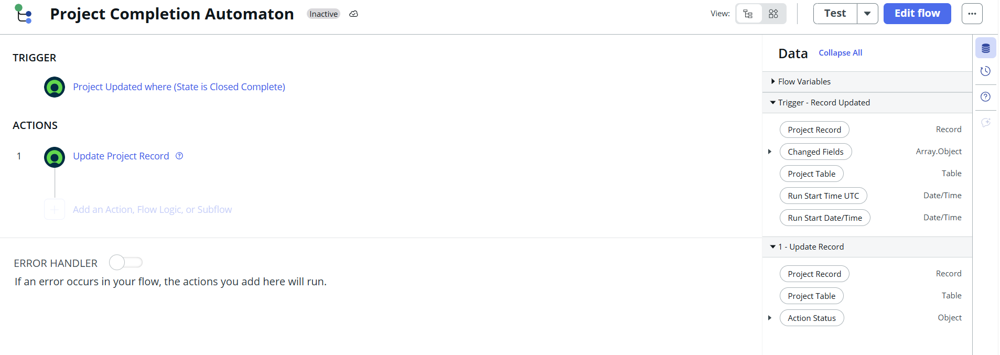 Project Completion Automaton Inactive View: Test Edit flow
TRIGGER
Project Updated where (State is Closed Complete)
ACTIONS
1 Update Project Record
Add an Action, Flow Logic, or Subflow
ERROR HANDLER
If an error occurs in your flow, the actions you add here will run.
Data Collapse All
Flow Variables
Trigger - Record Updated
Project Record Record
Changed Fields Array.Object
Project Table Table
Run Start Time UTC Date/Time
Run Start Date/Time Date/Time
1 - Update Record
Project Record Record
Project Table Table
Action Status Object